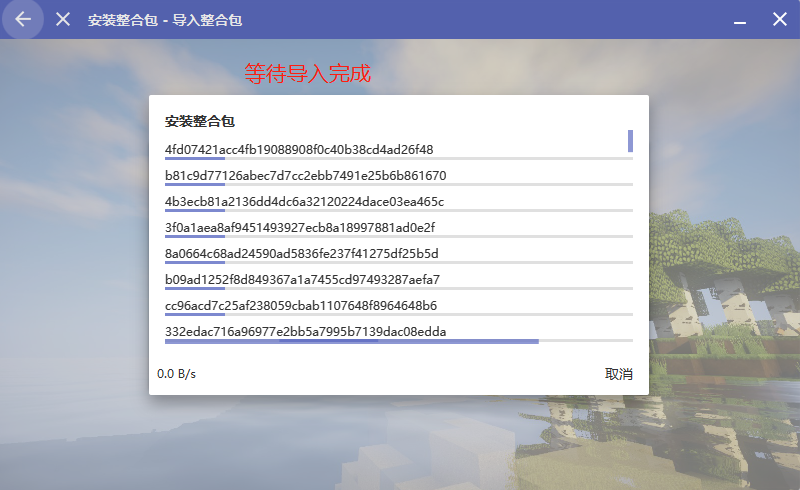 安装整合包 - 导入整合包
等待导入完成
安装整合包
4fd07421acc4fb19088908f0c40b38cd4ad26f48
b81c9d77126abec7d7cc2ebb7491e25b6b861670
4b3ecb81a2136dd4dc6a32120224dace03ea465c
3f0a1aea8af9451493927ecb8a18997881ad0e2f
8a0664c68ad24590ad5836fe237f41275df25b5d
b09ad1252f8d849367a1a7455cd97493287aefa7
cc96acd7c25af238059cbab1107648f8964648b6
332edac716a96977e2bb5a7995b7139dac08edda
0.0 B/s
取消